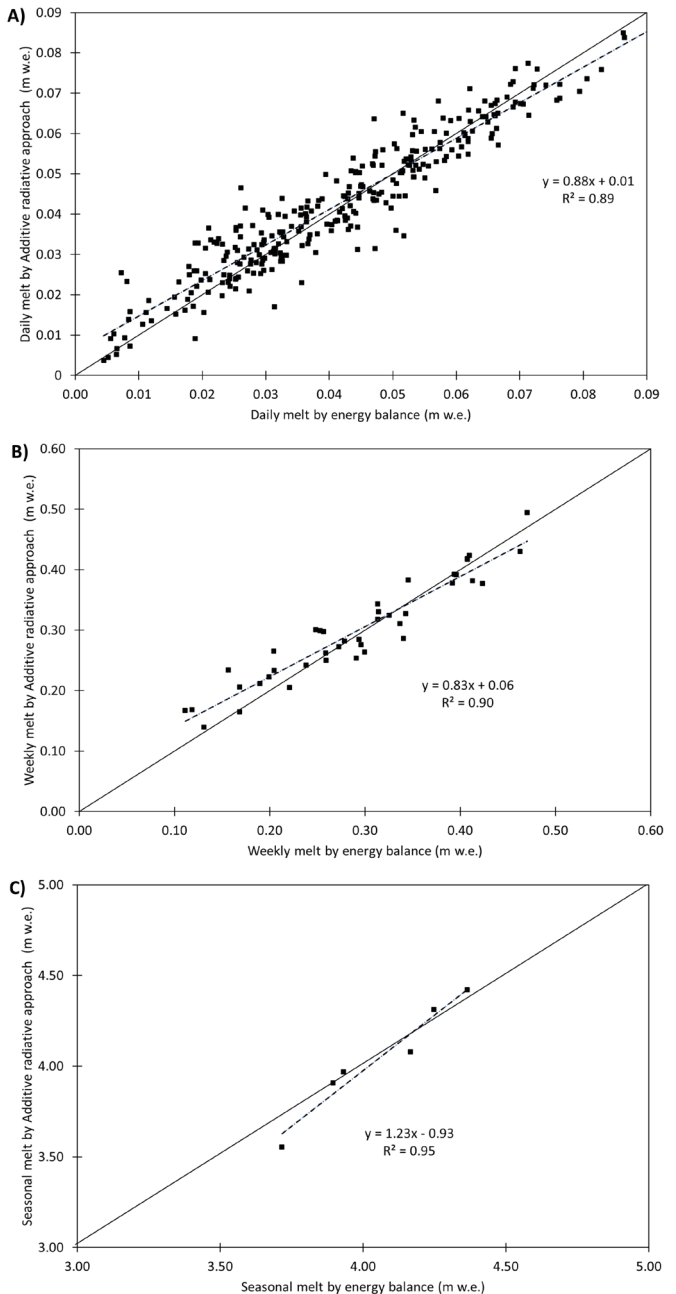 A)
0.09
0.08
0.07
0.06
0.05
0.04
0.03
0.02
0.01
0
Daily melt by Additive radiative approach (m w.e.)
y = 0.88x + 0.01
R² = 0.89
0.00 0.01 0.02 0.03 0.04 0.05 0.06 0.07 0.08 0.09
Daily melt by energy balance (m w.e.)
B)
0.60
0.50
0.40
0.30
0.20
0.10
0.00
Weekly melt by Additive radiative approach (m w.e.)
y = 0.83x + 0.06
R² = 0.90
0.00 0.10 0.20 0.30 0.40 0.50 0.60
Weekly melt by energy balance (m w.e.)
C)
5.00
4.50
4.00
3.50
3.00
Seasonal melt by Additive radiative approach (m w.e.)
y = 1.23x - 0.93
R² = 0.95
3.00 3.50 4.00 4.50 5.00
Seasonal melt by energy balance (m w.e.)